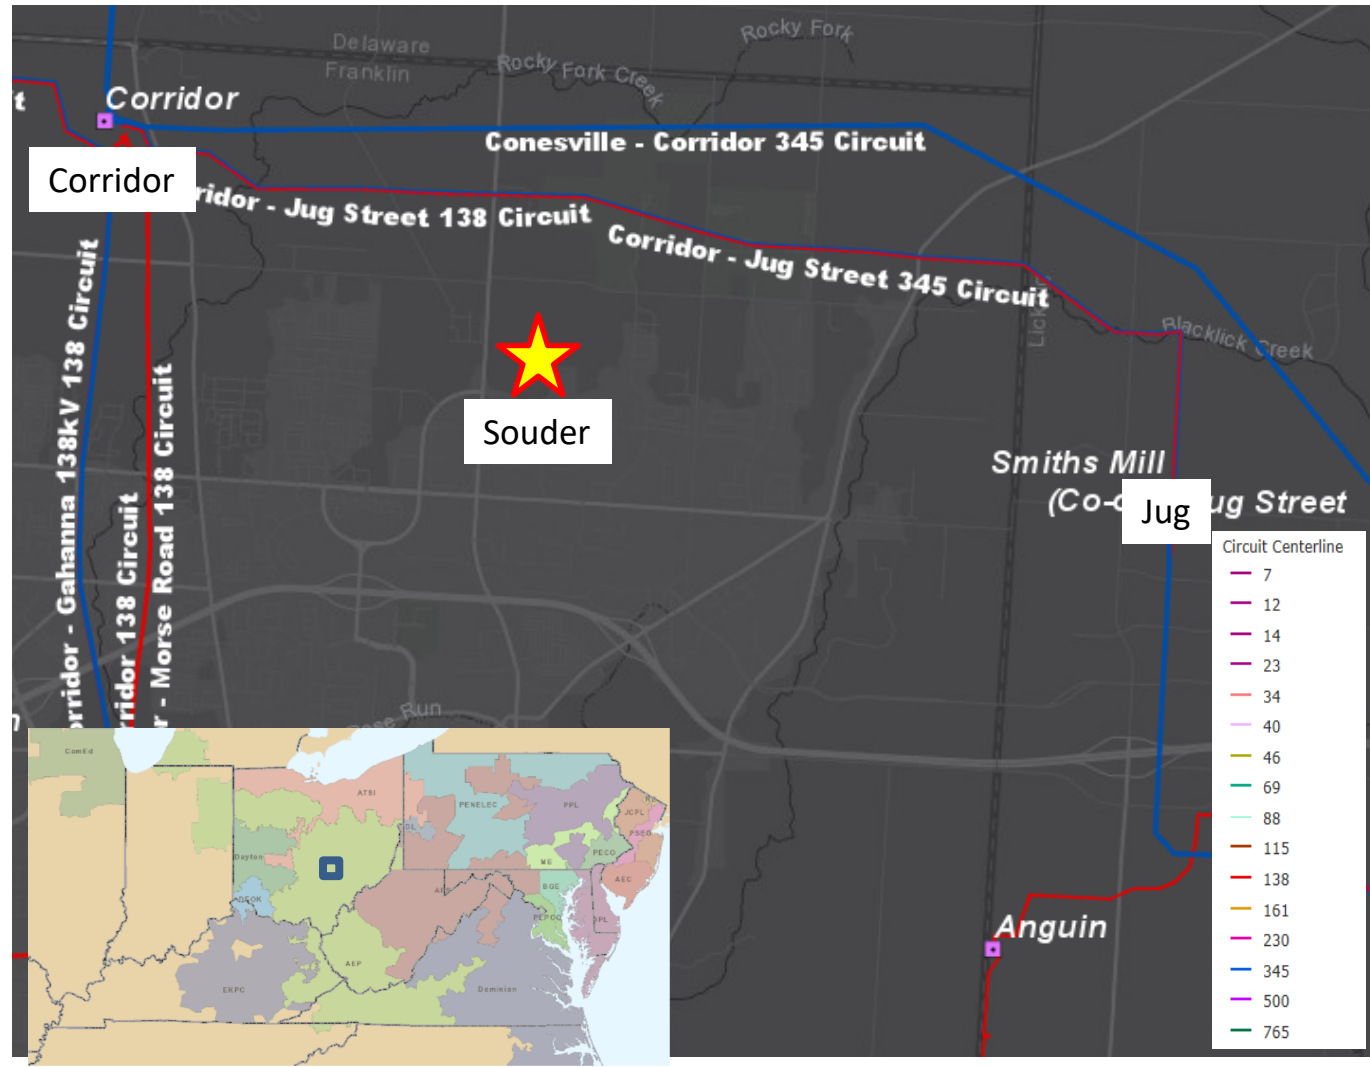 Delaware
Franklin
Rocky Fork Creek
Rocky Fork
't
Corridor
Corridor
Conesville - Corridor 345 Circuit
ridor - Jug Street 138 Circuit
Corridor - Jug Street 345 Circuit
Lick
Blacklick Creek
Souder
Smiths Mill
(Co-o
Jug
ug Street
orridor - Gahanna 138kV 138 Circuit
rridor 138 Circuit
r - Morse Road 138 Circuit
n
ose Run
Anguin
Circuit Centerline
7
12
14
23
34
40
46
69
88
115
138
161
230
345
500
765
ComEd
ATSI
PENELEC
PPL
JCPL
PSEG
Dayton
DEOK
DL
ME
PECO
AEC
BGE
PEPCO
DPL
AEP
EKPC
Dominion